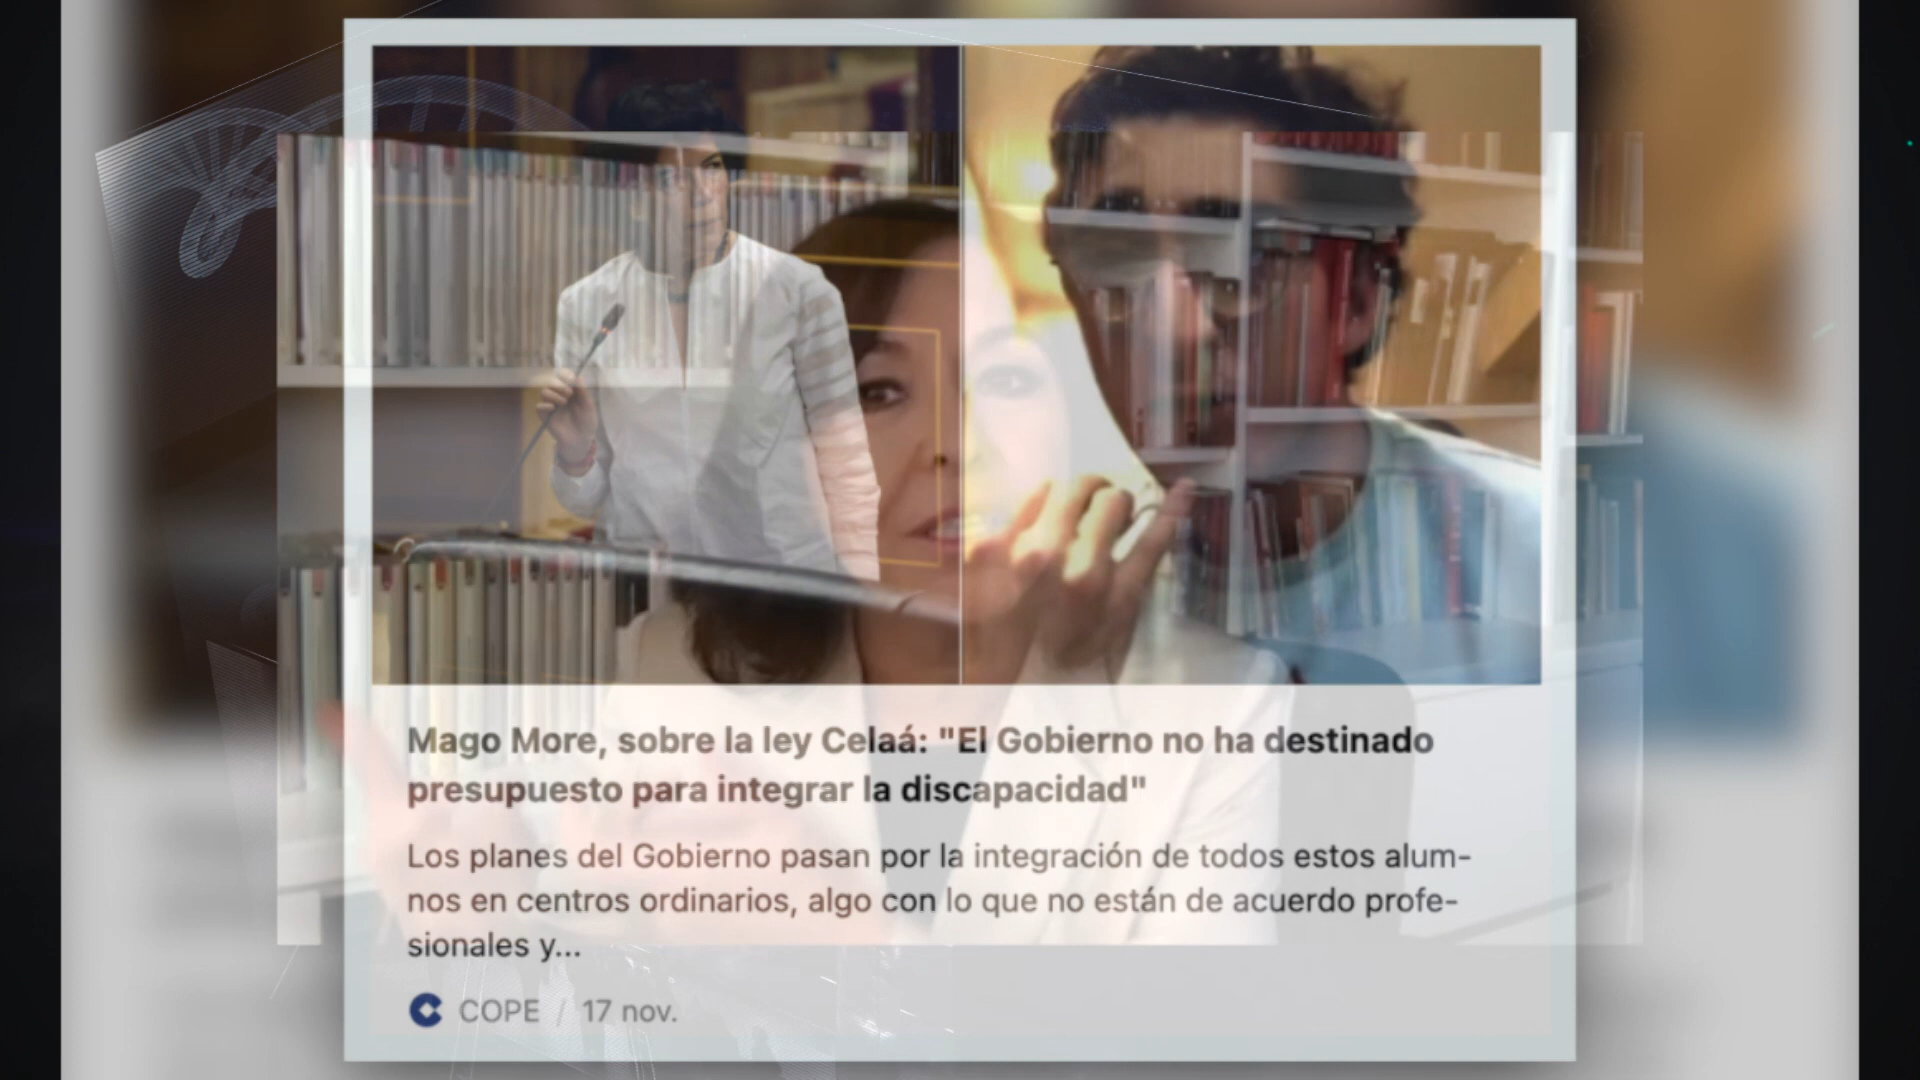 Mago More, sobre la ley Celaá: "El Gobierno no ha destinado
presupuesto para integrar la discapacidad"
Los planes del Gobierno pasan por la integración de todos estos alum-
nos en centros ordinarios, algo con lo que no están de acuerdo profe-
sionales y...
COPE / 17 nov.